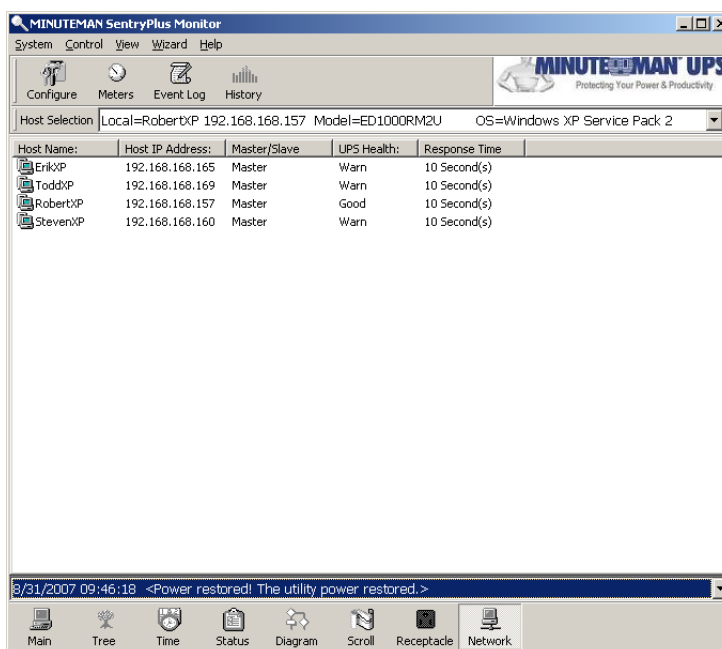 MINUTEMAN SentryPlus Monitor
System Control View Wizard Help
Configure Meters Event Log History
MINUTEMAN UPS
Protecting Your Power & Productivity
Host Selection Local=RobertXP 192.168.168.157 Model=ED1000RM2U OS=Windows XP Service Pack 2
Host Name: Host IP Address: Master/Slave UPS Health: Response Time
ErikXP 192.168.168.165 Master Warn 10 Second(s)
ToddXP 192.168.168.169 Master Warn 10 Second(s)
RobertXP 192.168.168.157 Master Good 10 Second(s)
StevenXP 192.168.168.160 Master Warn 10 Second(s)
8/31/2007 09:46:18 <Power restored! The utility power restored.>
Main Tree Time Status Diagram Scroll Receptacle Network